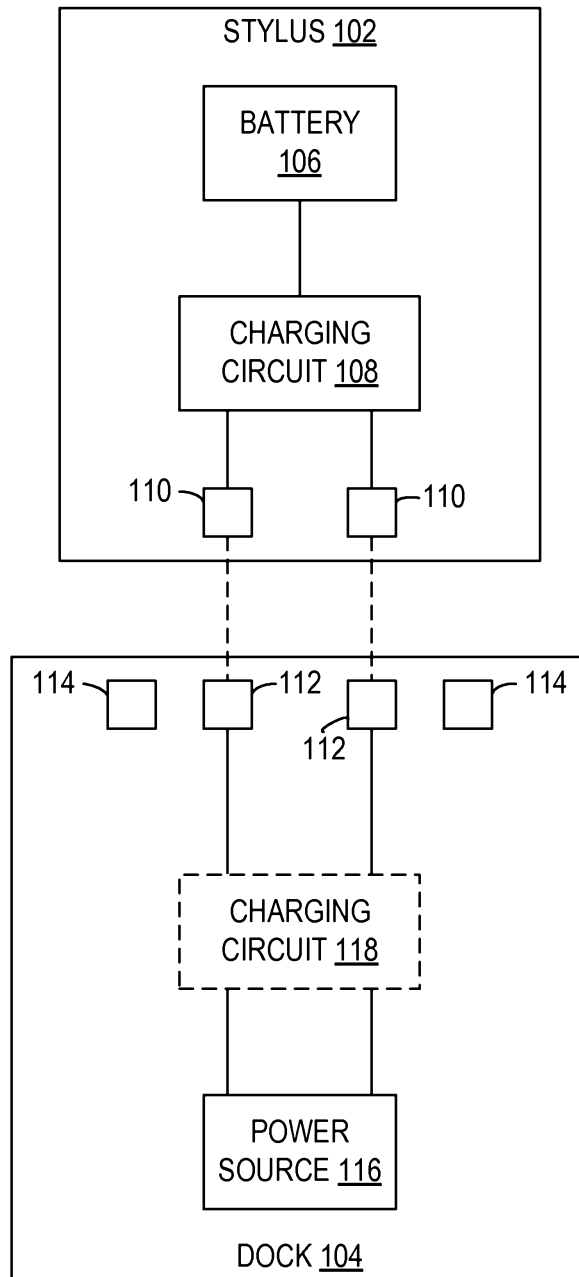 STYLUS 102
BATTERY
106
CHARGING
CIRCUIT 108
110
110
114
112
112
114
CHARGING
CIRCUIT 118
POWER
SOURCE 116
DOCK 104